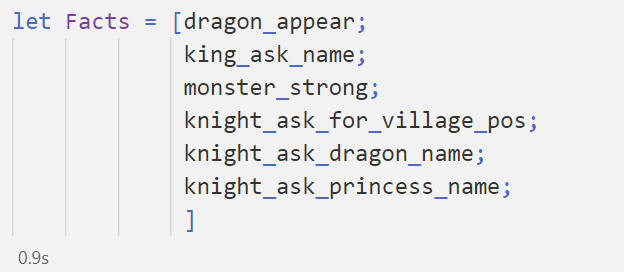 let Facts = [dragon_appear;
king_ask_name;
monster_strong;
knight_ask_for_village_pos;
knight_ask_dragon_name;
knight_ask_princess_name;
]
0.9s